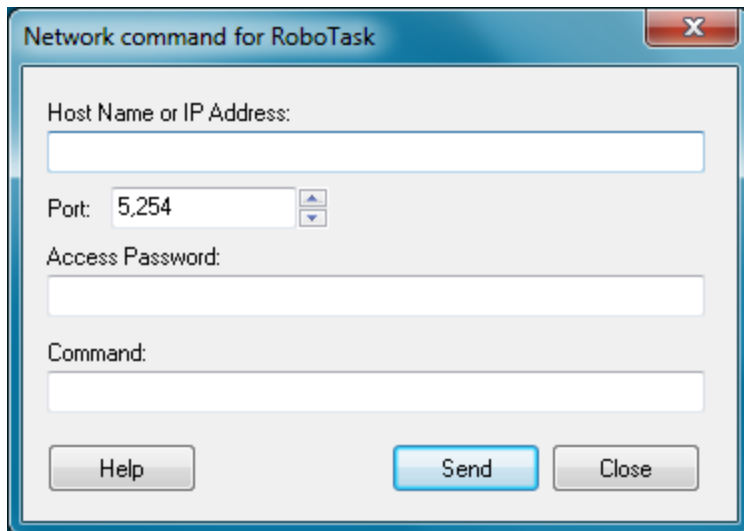 Network command for RoboTask
Host Name or IP Address:
Port: 5,254
Access Password:
Command:
Help Send Close